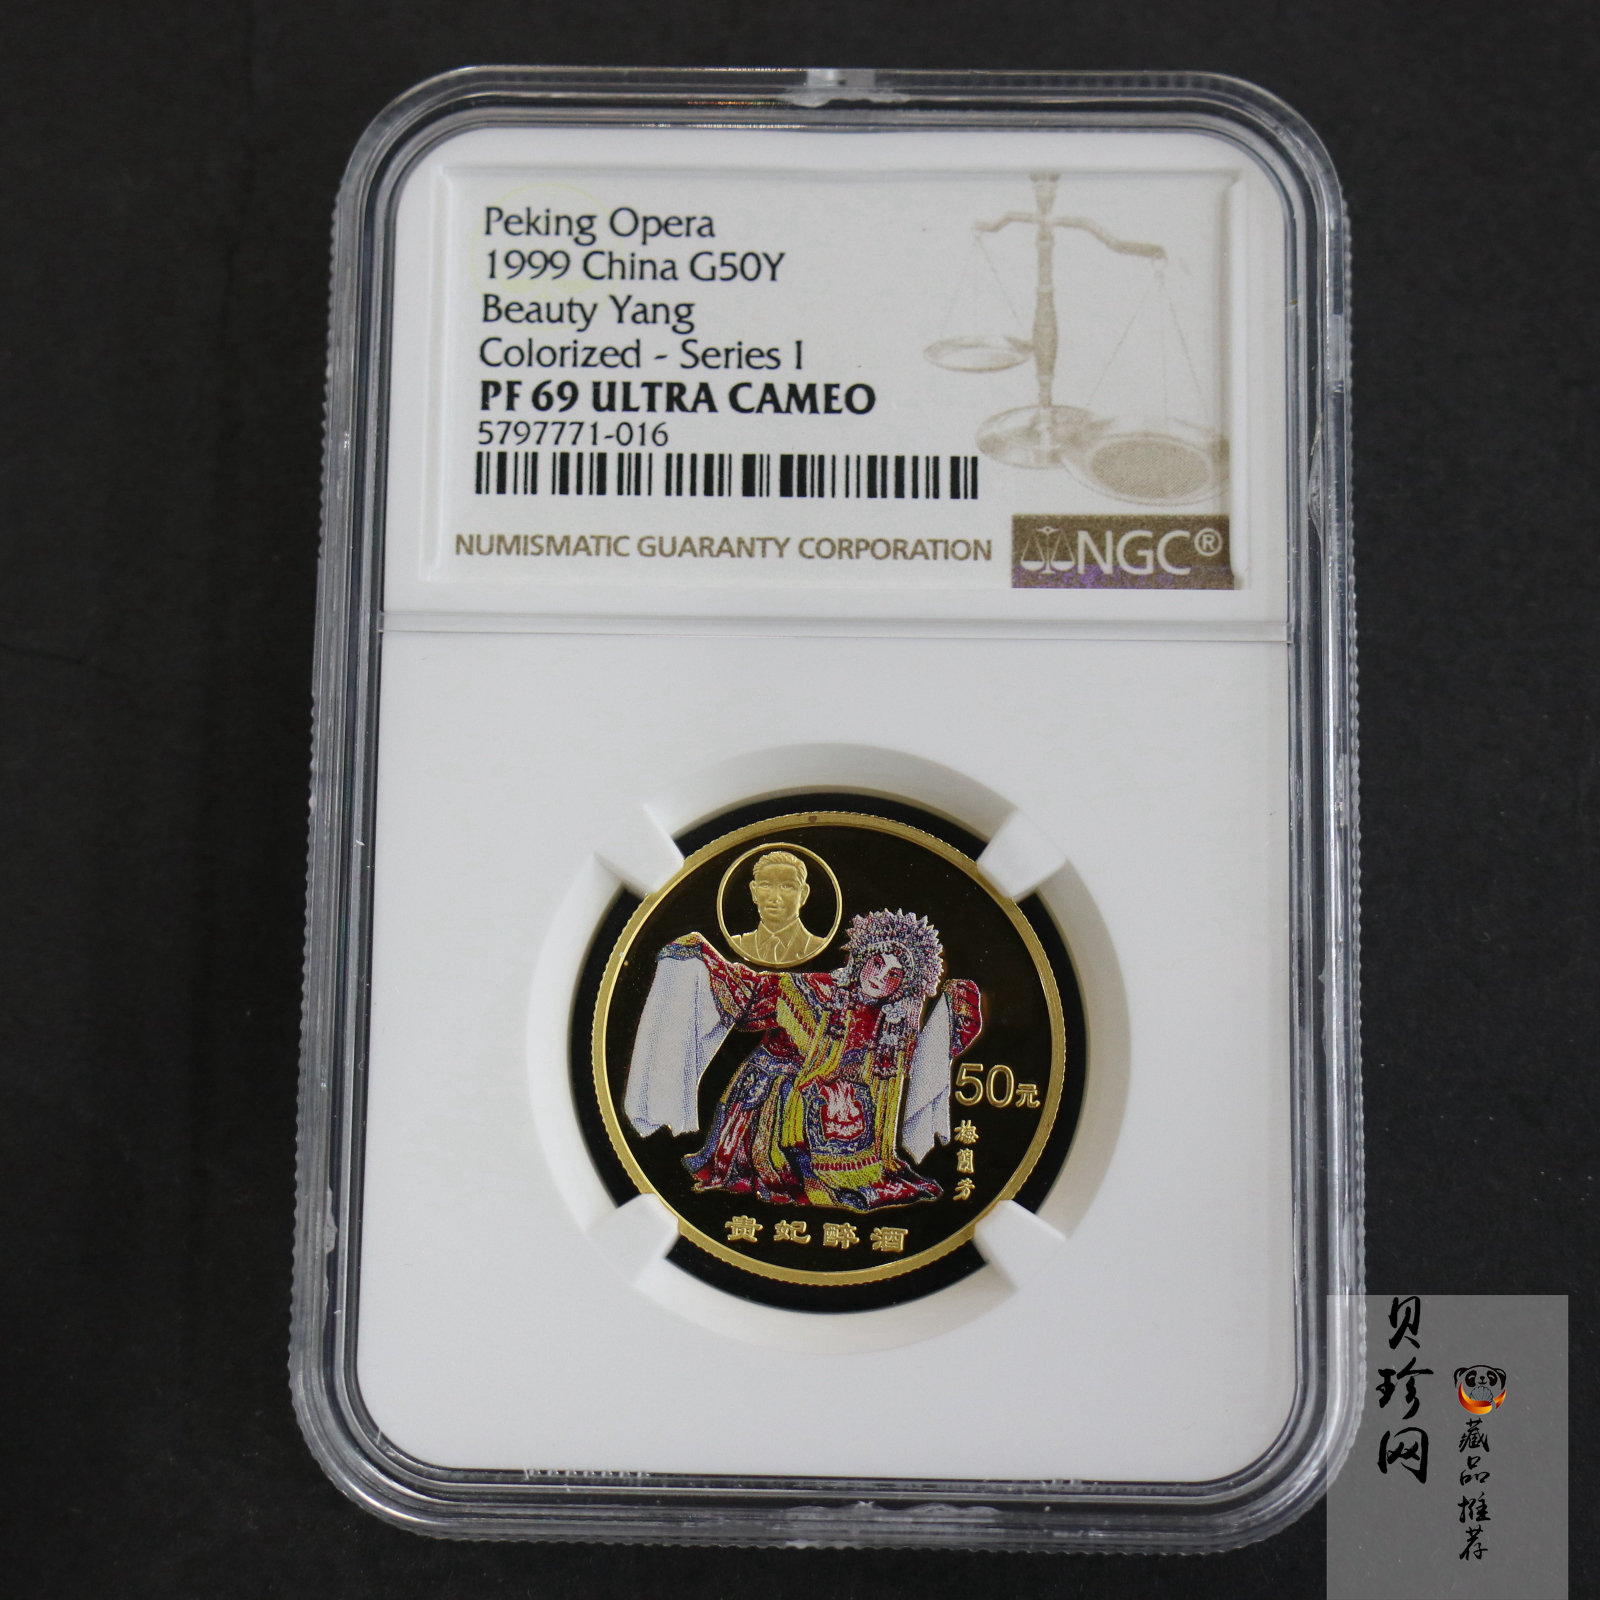 Peking Opera
1999 China G50Y
Beauty Yang
Colorized - Series I
PF 69 ULTRA CAMEO
5797771-016
NUMISMATIC GUARANTY CORPORATION
NGC®
50元
梅蘭芳
贵妃醉酒
贝珍网
藏品推荐